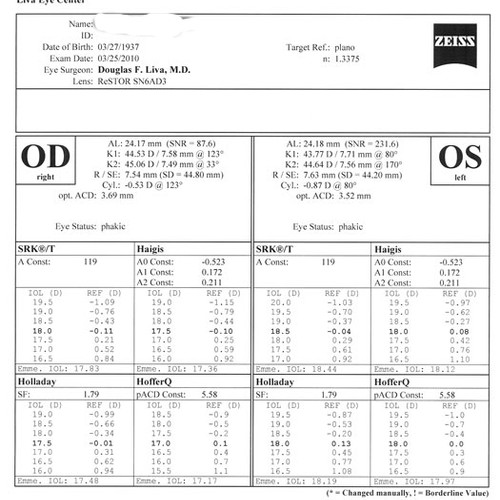 Liva Eye Center
Name:
ID:
Date of Birth: 03/27/1937
Exam Date: 03/25/2010
Eye Surgeon: Douglas F. Liva, M.D.
Lens: ReSTOR SN6AD3
Target Ref.: plano
n: 1.3375
ZEISS
OD
right
AL: 24.17 mm (SNR = 87.6)
K1: 44.53 D / 7.58 mm @ 123°
K2: 45.06 D / 7.49 mm @ 33°
R / SE: 7.54 mm (SD = 44.80 mm)
Cyl.: -0.53 D @ 123°
opt. ACD: 3.69 mm
Eye Status: phakic
AL: 24.18 mm (SNR = 231.6)
K1: 43.77 D / 7.71 mm @ 80°
K2: 44.64 D / 7.56 mm @ 170°
R / SE: 7.63 mm (SD = 44.20 mm)
Cyl.: -0.87 D @ 80°
opt. ACD: 3.52 mm
Eye Status: phakic
OS
left
SRK®/T
A Const: 119
IOL (D) REF (D)
19.5 -1.09
19.0 -0.76
18.5 -0.43
18.0 -0.11
17.5 0.21
17.0 0.52
16.5 0.84
Emme. IOL: 17.83
Haigis
A0 Const: -0.523
A1 Const: 0.172
A2 Const: 0.211
IOL (D) REF (D)
19.0 -1.15
18.5 -0.79
18.0 -0.44
17.5 -0.10
17.0 0.25
16.5 0.59
16.0 0.92
Emme. IOL: 17.36
SRK®/T
A Const: 119
IOL (D) REF (D)
20.0 -1.03
19.5 -0.70
19.0 -0.37
18.5 -0.04
18.0 0.29
17.5 0.61
17.0 0.92
Emme. IOL: 18.44
Haigis
A0 Const: -0.523
A1 Const: 0.172
A2 Const: 0.211
IOL (D) REF (D)
19.5 -0.97
19.0 -0.62
18.5 -0.27
18.0 0.08
17.5 0.42
17.0 0.76
16.5 1.10
Emme. IOL: 18.12
Holladay
SF: 1.79
IOL (D) REF (D)
19.0 -0.99
18.5 -0.66
18.0 -0.34
17.5 -0.01
17.0 0.31
16.5 0.62
16.0 0.94
Emme. IOL: 17.48
HofferQ
pACD Const: 5.58
IOL (D) REF (D)
18.5 -0.9
18.0 -0.5
17.5 -0.2
17.0 0.1
16.5 0.4
16.0 0.7
15.5 1.1
Emme. IOL: 17.17
Holladay
SF: 1.79
IOL (D) REF (D)
19.5 -0.87
19.0 -0.53
18.5 -0.20
18.0 0.13
17.5 0.45
17.0 0.77
16.5 1.08
Emme. IOL: 18.19
HofferQ
pACD Const: 5.58
IOL (D) REF (D)
19.5 -1.0
19.0 -0.7
18.5 -0.4
18.0 0.0
17.5 0.3
17.0 0.6
16.5 0.9
Emme. IOL: 17.97
(* = Changed manually, ! = Borderline Value)